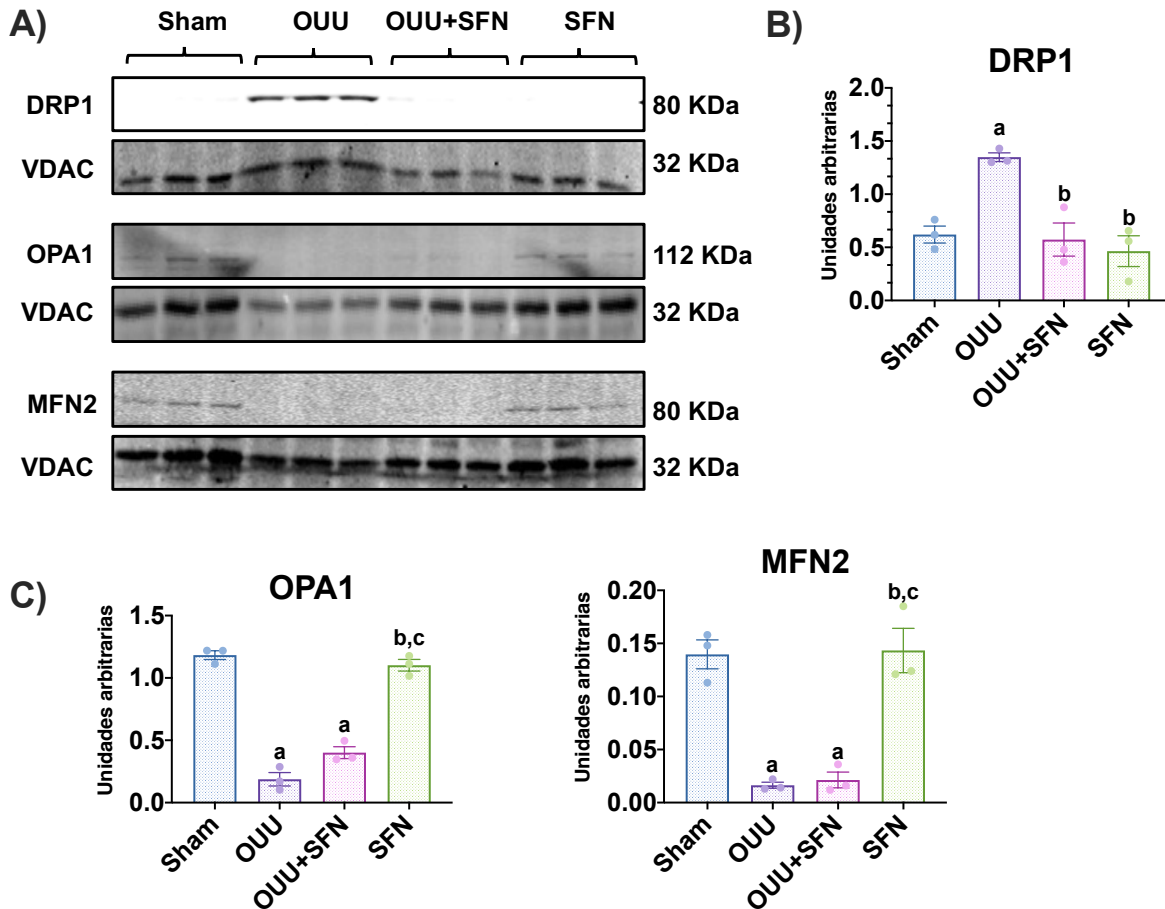 A)
Sham OUU OUU+SFN SFN
DRP1 80 KDa
VDAC 32 KDa
OPA1 112 KDa
VDAC 32 KDa
MFN2 80 KDa
VDAC 32 KDa
B)
DRP1
Unidades arbitrarias
2.0
1.5
1.0
0.5
0.0
a
b
b
Sham OUU OUU+SFN SFN
C)
OPA1
Unidades arbitrarias
1.5
1.0
0.5
0.0
a
a
b,c
Sham OUU OUU+SFN SFN
MFN2
Unidades arbitrarias
0.20
0.15
0.10
0.05
0.00
a
a
b,c
Sham OUU OUU+SFN SFN